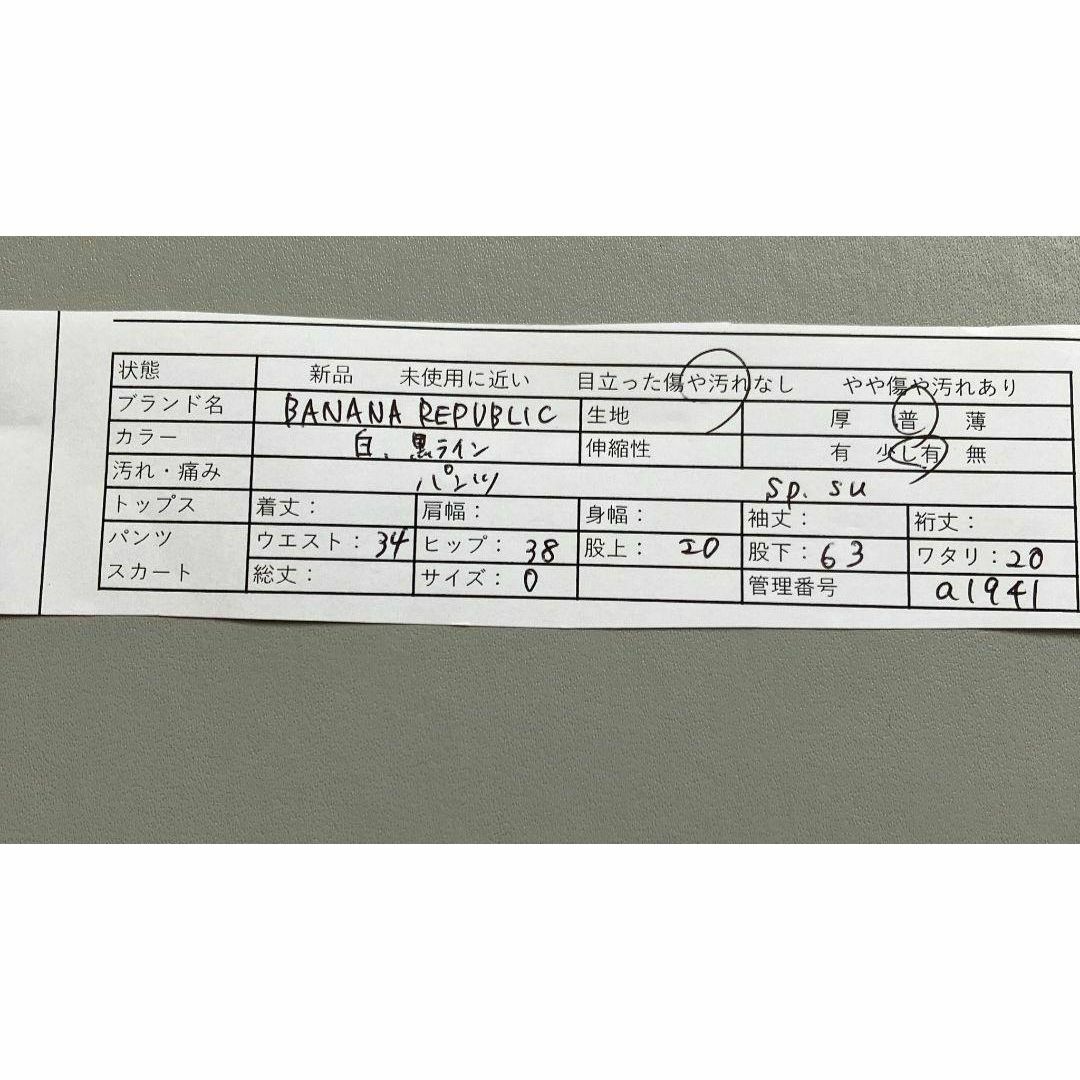 状態 新品 未使用に近い 目立った傷や汚れなし やや傷や汚れあり
ブランド名 BANANA REPUBLIC 生地 厚 普 薄
カラー 白、黒ライン 伸縮性 有 少し有 無
汚れ・痛み パンツ sp. su
トップス 着丈： 肩幅： 身幅： 袖丈： 裄丈：
パンツ ウエスト：34 ヒップ：38 股上：20 股下：63 ワタリ：20
スカート 総丈： サイズ：0 管理番号 a1941